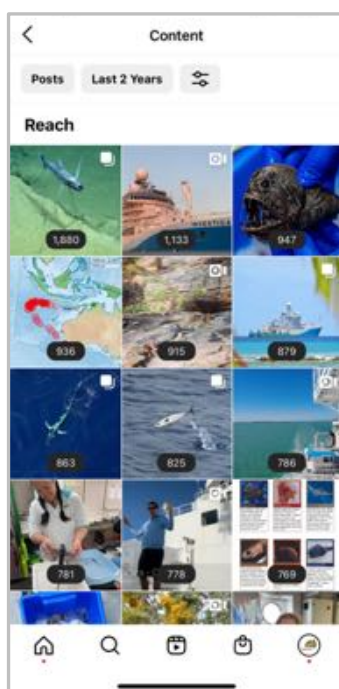 Content
Posts Last 2 Years
Reach
1,880 1,133 947
936 915 879
863 825 786
781 778 769